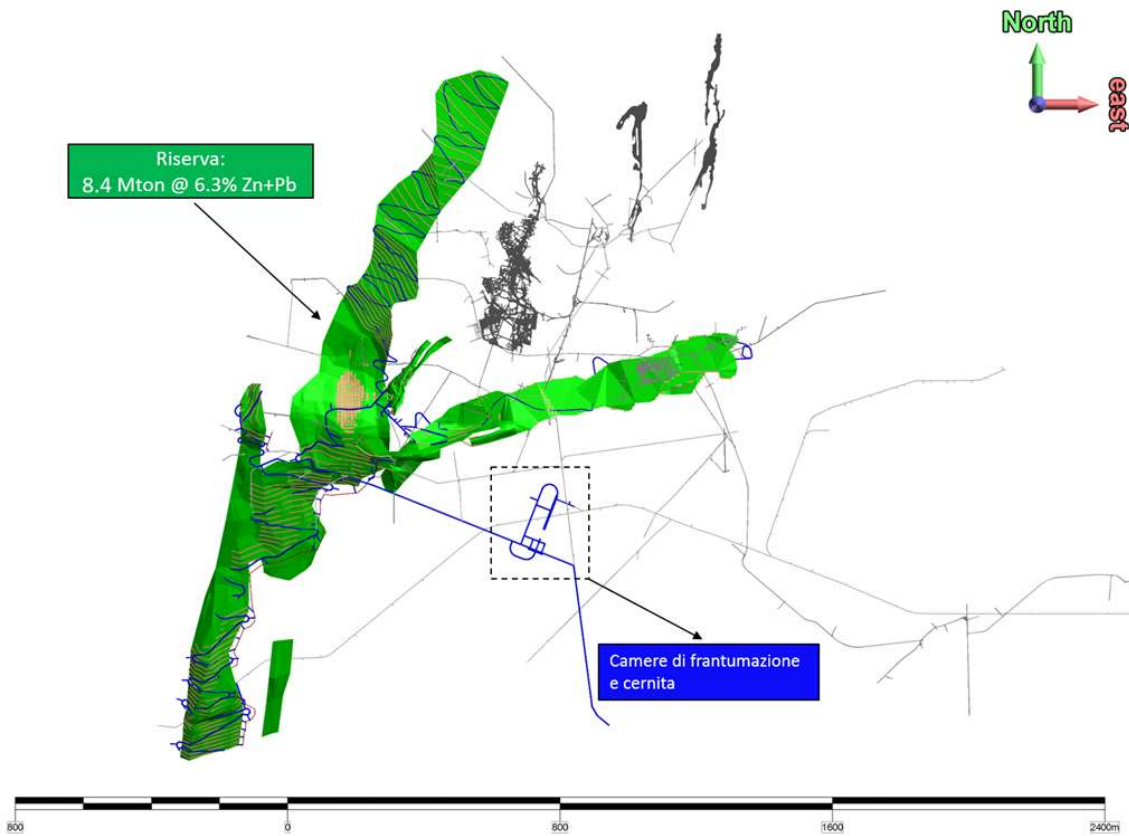 North
east
Riserva:
8.4 Mton @ 6.3% Zn+Pb
Camere di frantumazione
e cernita
800
0
800
1600
2400m